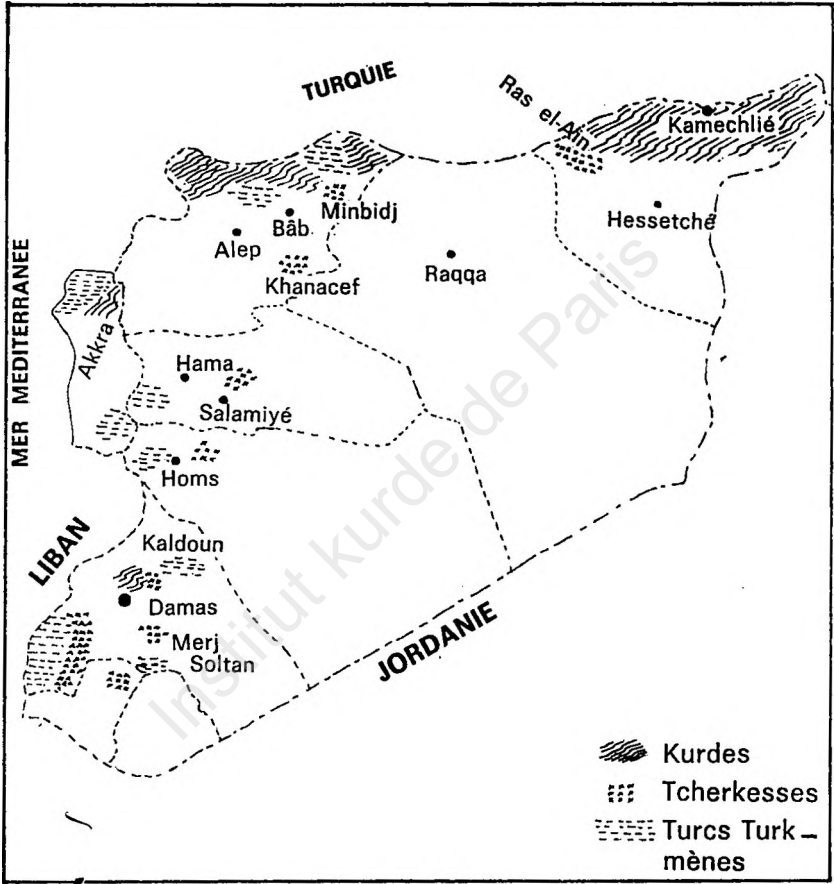 TURQUIE
Ras el-Aïn
Kamechlié
Hessetché
Minbidj
Bâb
Alep
Khanacef
Raqqa
MER MEDITERRANEE
Akkra
Hama
Salamiyé
Homs
LIBAN
Kaldoun
Damas
Merj
Soltan
JORDANIE
Institut kurde de Paris
Kurdes
Tcherkesses
Turcs Turk-
mènes